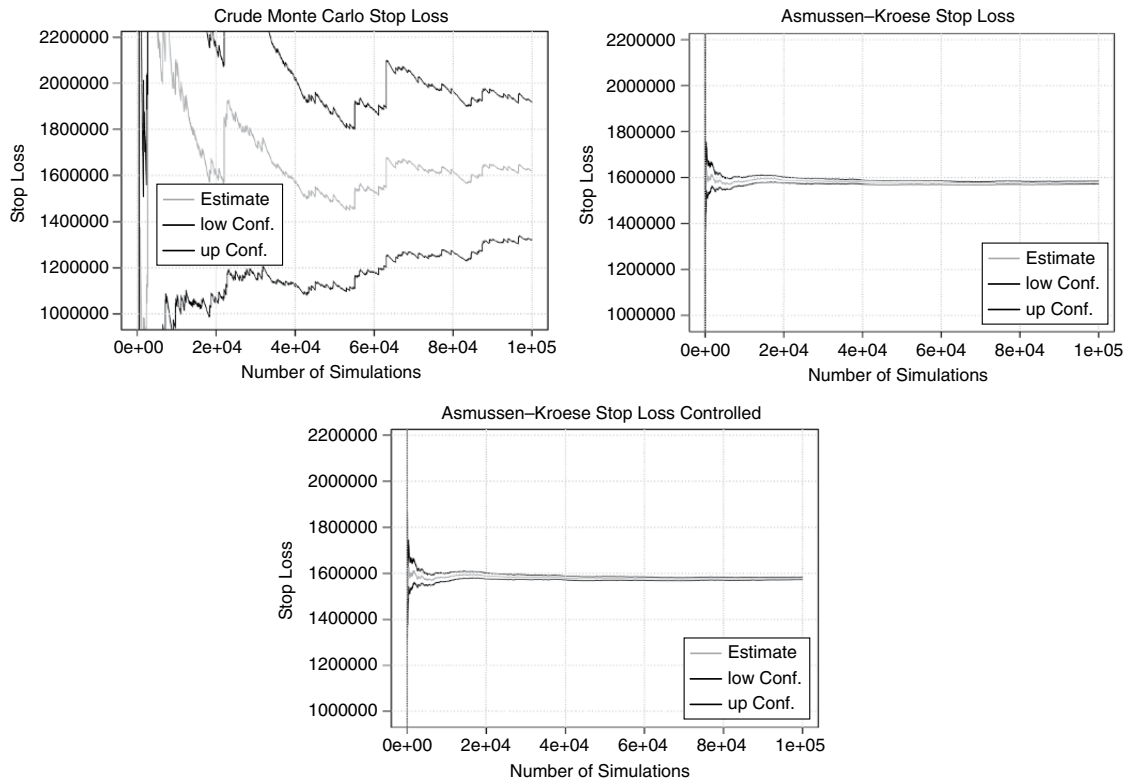 Crude Monte Carlo Stop Loss
2200000
2000000
1800000
1600000
1400000
1200000
1000000
Stop Loss
Estimate
low Conf.
up Conf.
0e+00 2e+04 4e+04 6e+04 8e+04 1e+05
Number of Simulations
Asmussen–Kroese Stop Loss
2200000
2000000
1800000
1600000
1400000
1200000
1000000
Stop Loss
Estimate
low Conf.
up Conf.
0e+00 2e+04 4e+04 6e+04 8e+04 1e+05
Number of Simulations
Asmussen–Kroese Stop Loss Controlled
2200000
2000000
1800000
1600000
1400000
1200000
1000000
Stop Loss
Estimate
low Conf.
up Conf.
0e+00 2e+04 4e+04 6e+04 8e+04 1e+05
Number of Simulations